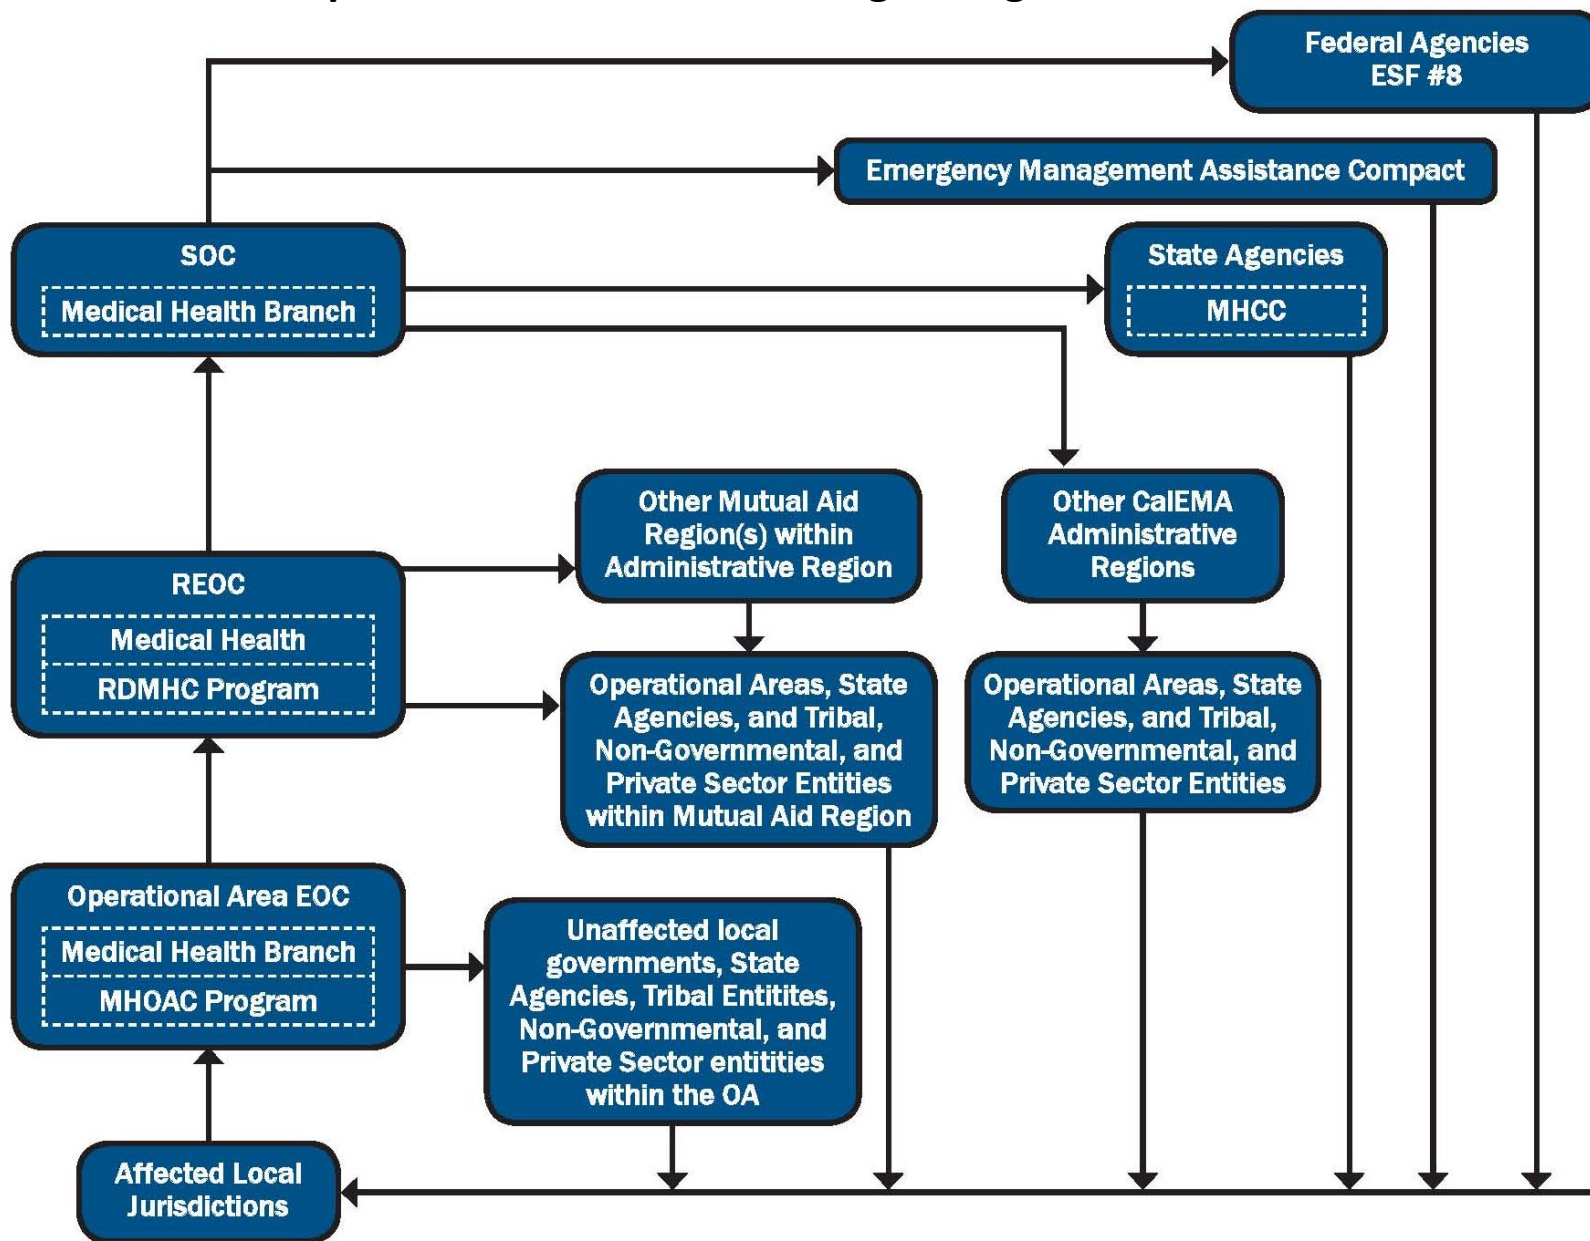 Federal Agencies
ESF #8
Emergency Management Assistance Compact
SOC
Medical Health Branch
State Agencies
MHCC
Other Mutual Aid
Region(s) within
Administrative Region
Other CalEMA
Administrative
Regions
REOC
Medical Health
RDMHC Program
Operational Areas, State
Agencies, and Tribal,
Non-Governmental, and
Private Sector Entities
within Mutual Aid Region
Operational Areas, State
Agencies, and Tribal,
Non-Governmental, and
Private Sector Entities
Operational Area EOC
Medical Health Branch
MHOAC Program
Unaffected local
governments, State
Agencies, Tribal Entitites,
Non-Governmental, and
Private Sector entitities
within the OA
Affected Local
Jurisdictions